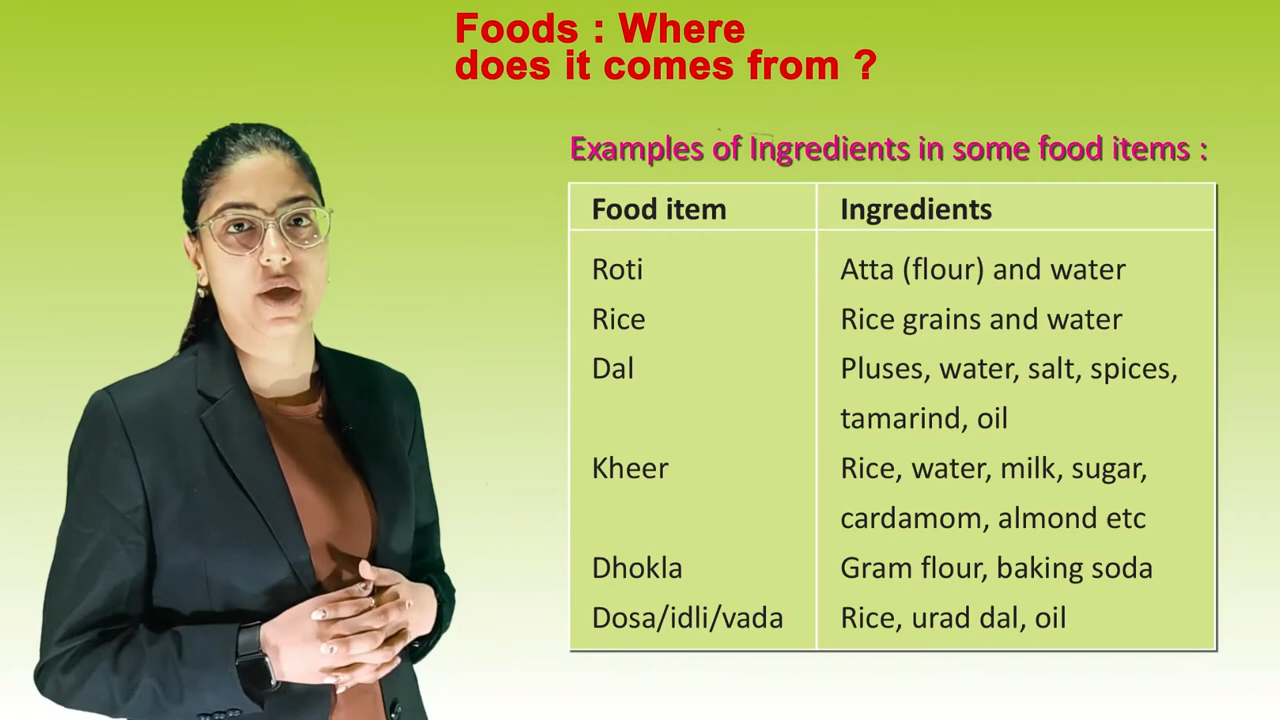 Foods : Where
does it comes from ?
Examples of Ingredients in some food items :
Food item Ingredients
Roti Atta (flour) and water
Rice Rice grains and water
Dal Pluses, water, salt, spices,
tamarind, oil
Kheer Rice, water, milk, sugar,
cardamom, almond etc
Dhokla Gram flour, baking soda
Dosa/idli/vada Rice, urad dal, oil